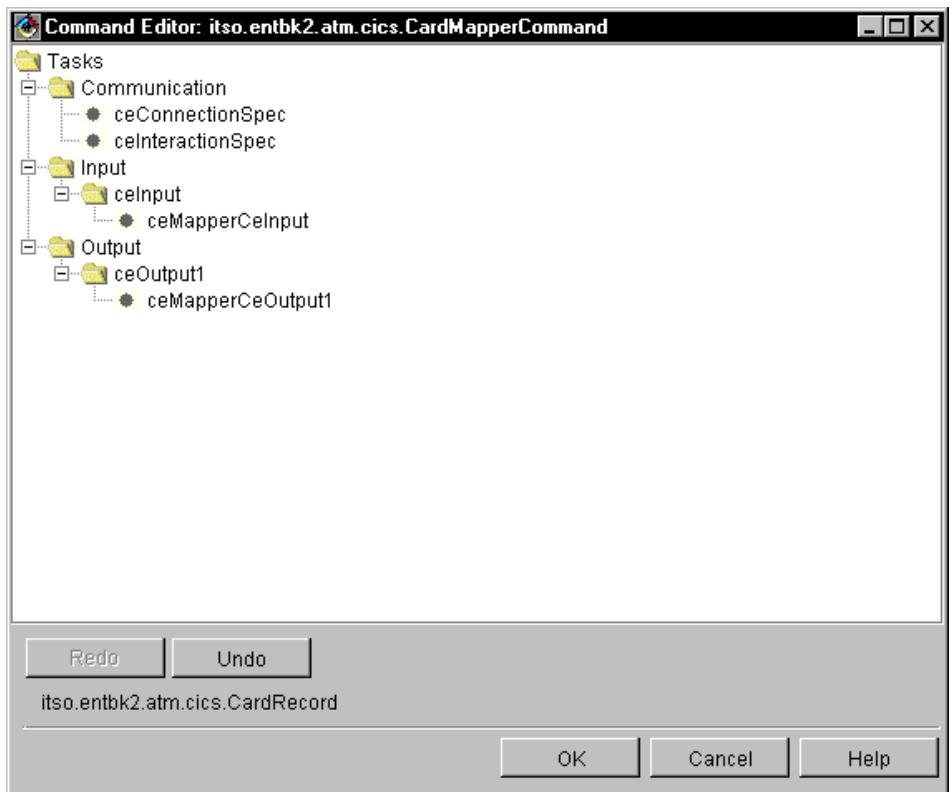 Command Editor: itso.entbk2.atm.cics.CardMapperCommand
Tasks
Communication
ceConnectionSpec
ceInteractionSpec
Input
ceInput
ceMapperCeInput
Output
ceOutput1
ceMapperCeOutput1
Redo Undo
itso.entbk2.atm.cics.CardRecord
OK Cancel Help